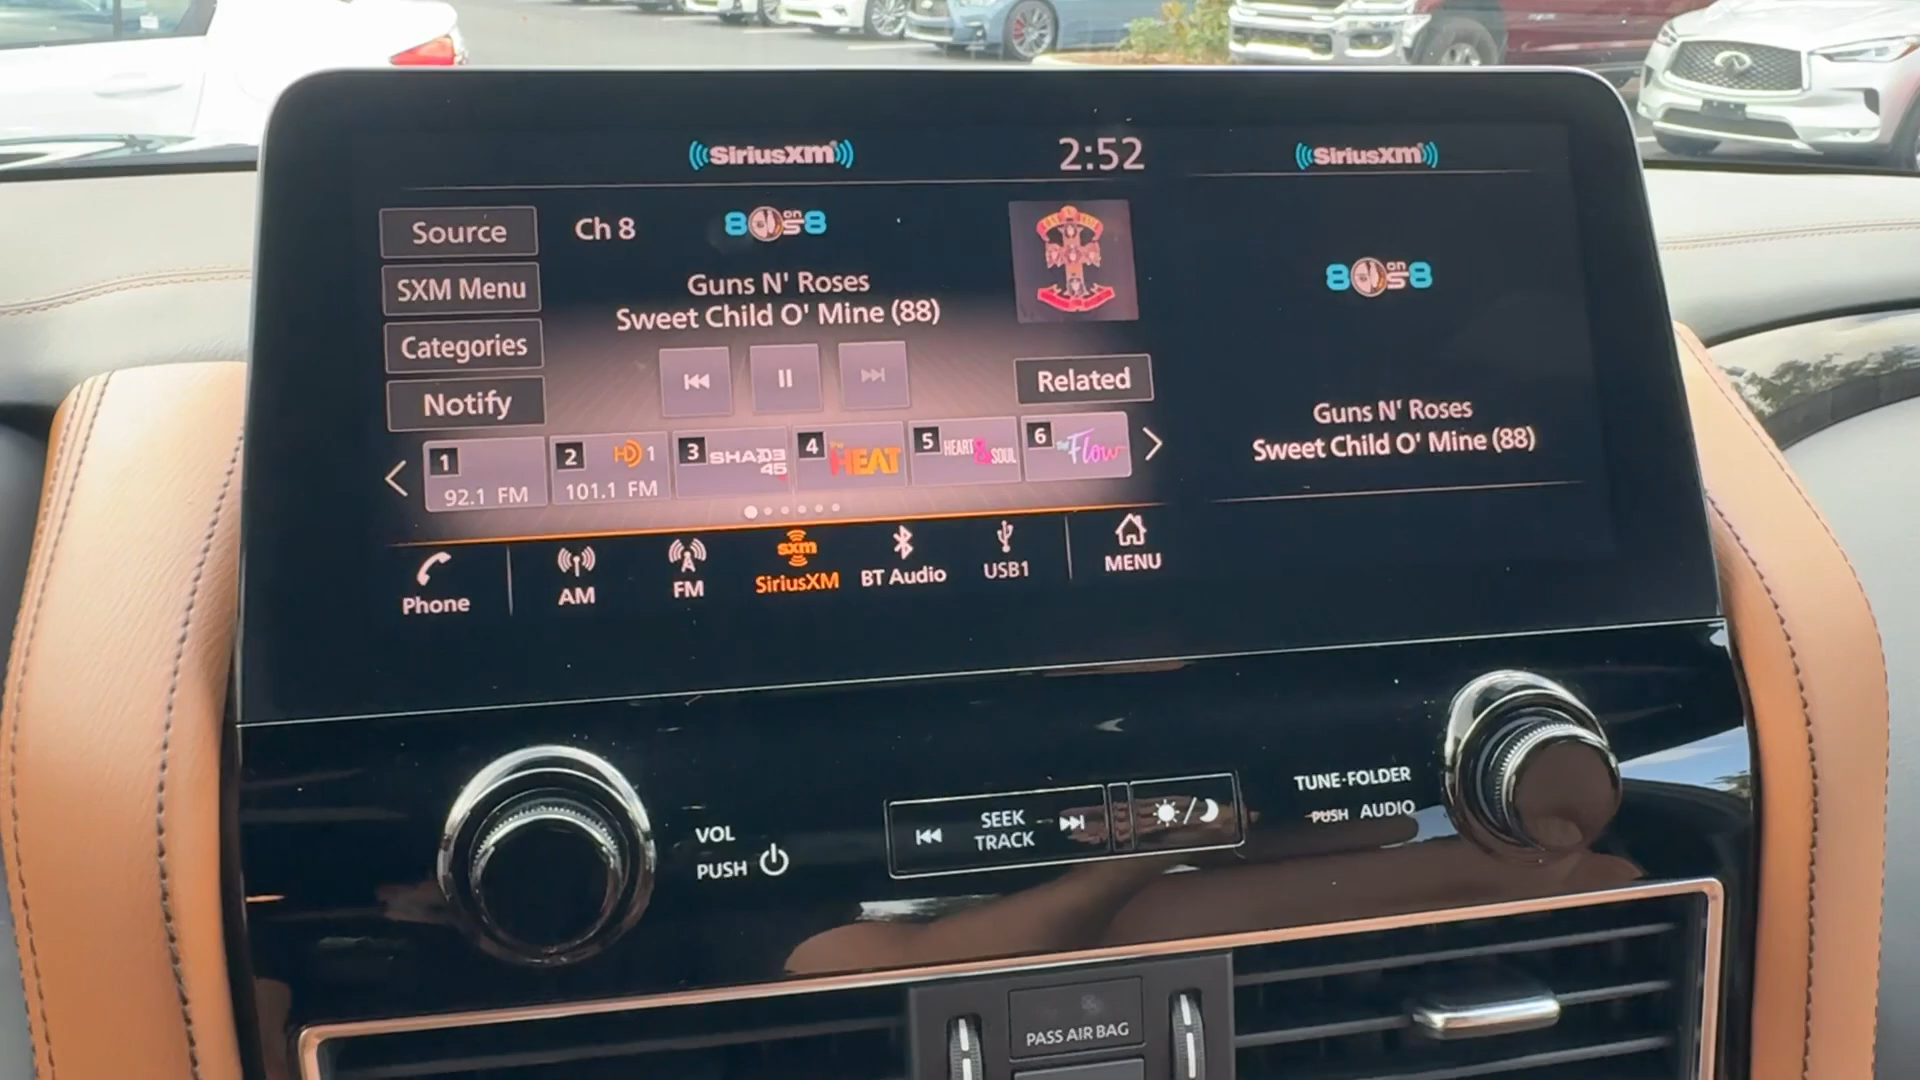 SiriusXM
2:52
SiriusXM
Source
Ch 8
80s on 8
SXM Menu
Guns N' Roses
Sweet Child O' Mine (88)
Categories
Notify
Related
80s on 8
Guns N' Roses
Sweet Child O' Mine (88)
1
92.1 FM
2 HD 1
101.1 FM
3 SHADE 45
4 The HEAT
5 HEART & SOUL
6 The Flow
Phone
AM
FM
sxm
SiriusXM
BT Audio
USB1
MENU
VOL
PUSH
SEEK
TRACK
TUNE·FOLDER
PUSH AUDIO
PASS AIR BAG